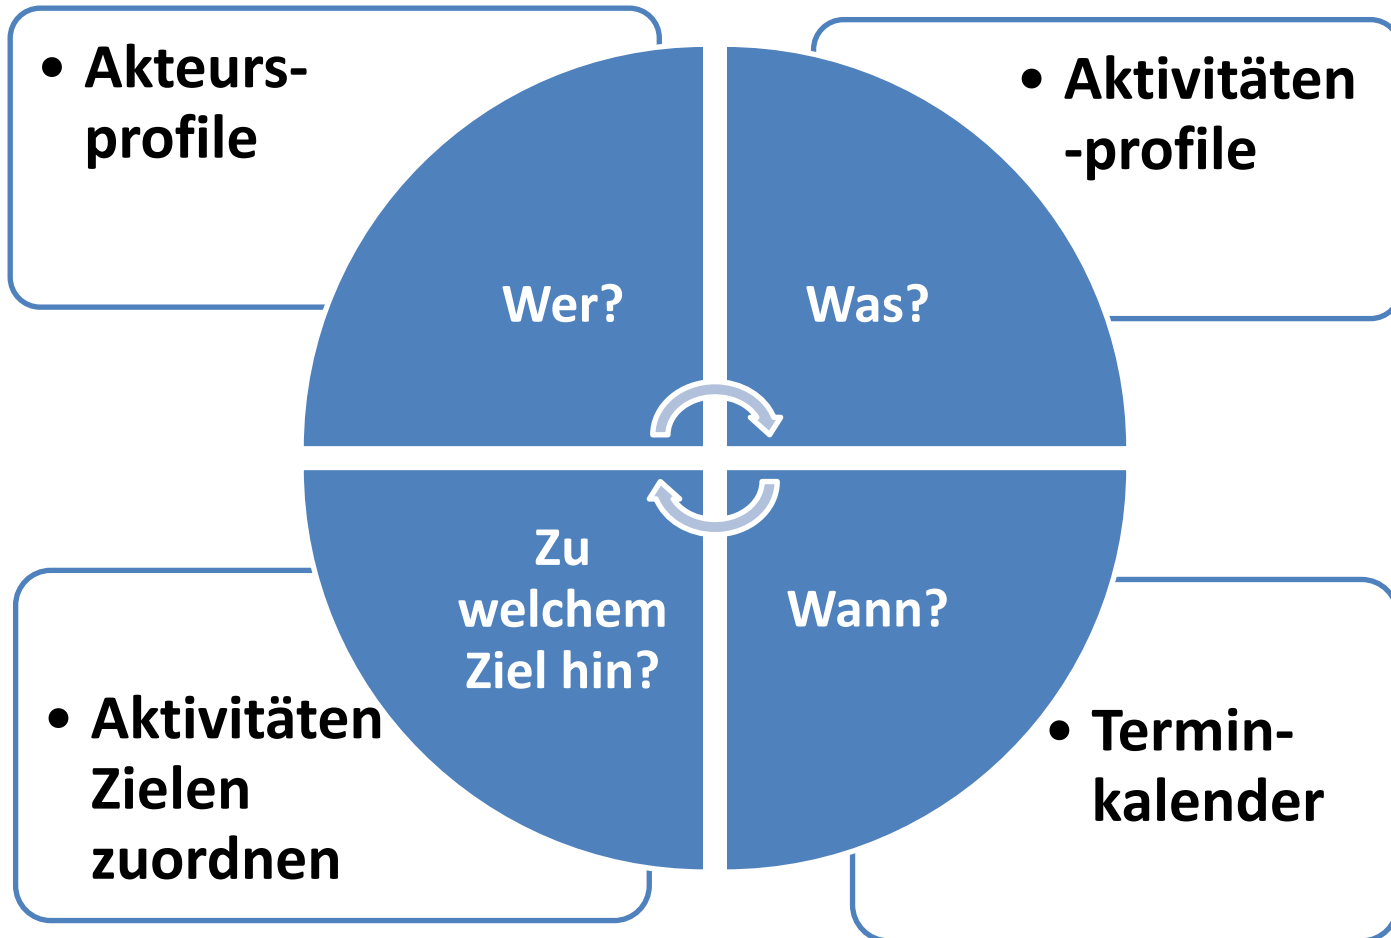 • Akteurs-
profile
• Aktivitäten
-profile
Wer?
Was?
Zu
welchem
Ziel hin?
Wann?
• Aktivitäten
Zielen
zuordnen
• Termin-
kalender